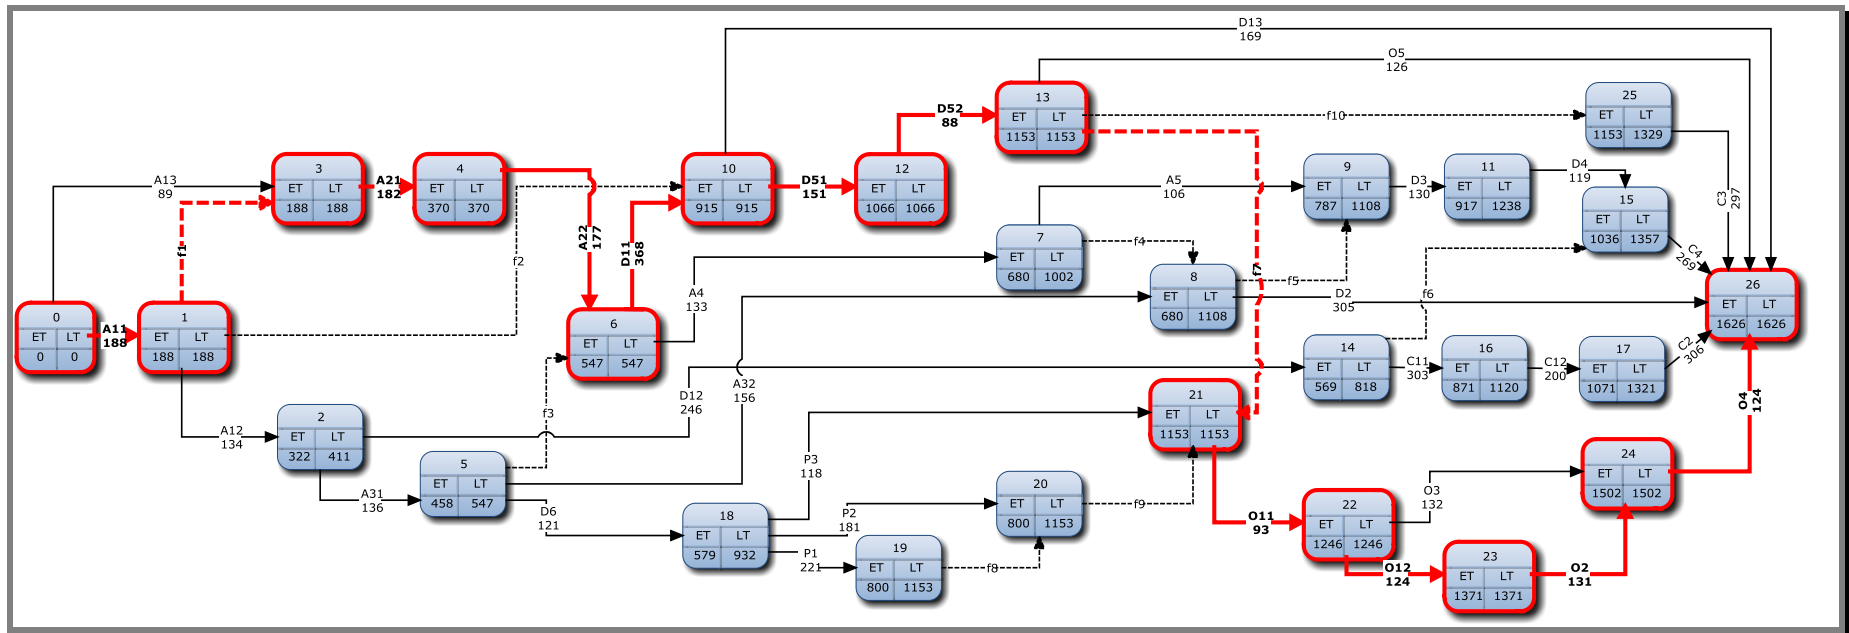 D13
169
O5
126
13
ET LT
1153 1153
D52
88
f10
25
ET LT
1153 1329
A13
89
3
ET LT
188 188
A21
182
4
ET LT
370 370
10
ET LT
915 915
D51
151
12
ET LT
1066 1066
A5
106
9
ET LT
787 1108
D3
130
11
ET LT
917 1238
D4
119
15
ET LT
1036 1357
C3
297
f1
f2
A22
177
D11
368
7
ET LT
680 1002
f4
8
ET LT
680 1108
f7
f5
f6
D2
305
C4
269
26
ET LT
1626 1626
0
ET LT
0 0
A11
188
1
ET LT
188 188
6
ET LT
547 547
A4
133
14
ET LT
569 818
C11
303
16
ET LT
871 1120
C12
200
17
ET LT
1071 1321
C2
306
A32
156
D12
246
f3
2
ET LT
322 411
A12
134
21
ET LT
1153 1153
O4
124
5
ET LT
458 547
A31
136
D6
121
P3
118
P2
181
20
ET LT
800 1153
f9
18
ET LT
579 932
P1
221
19
ET LT
800 1153
f8
O11
93
22
ET LT
1246 1246
O3
132
24
ET LT
1502 1502
O12
124
23
ET LT
1371 1371
O2
131